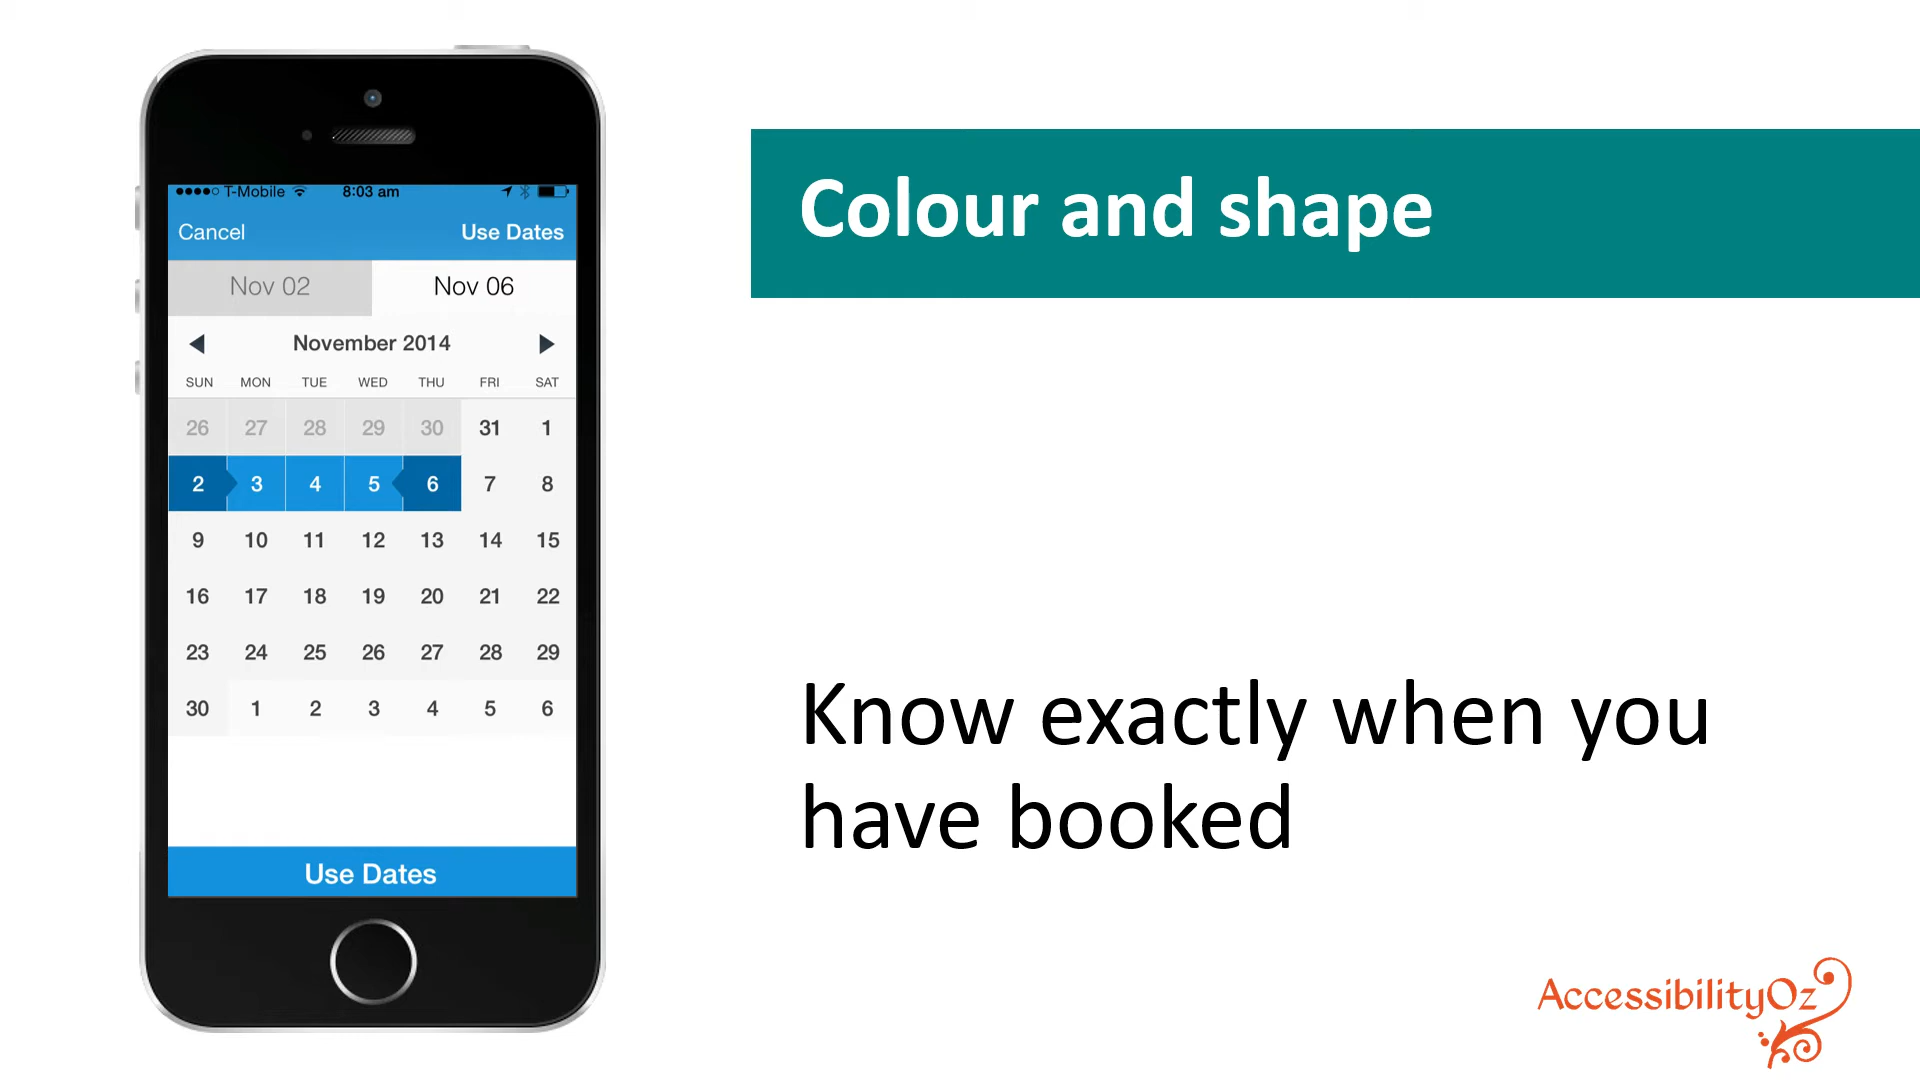 T-Mobile 8:03 am
Cancel Use Dates
Nov 02 Nov 06
November 2014
SUN MON TUE WED THU FRI SAT
26 27 28 29 30 31 1
2 3 4 5 6 7 8
9 10 11 12 13 14 15
16 17 18 19 20 21 22
23 24 25 26 27 28 29
30 1 2 3 4 5 6
Use Dates
Colour and shape
Know exactly when you
have booked
AccessibilityOz